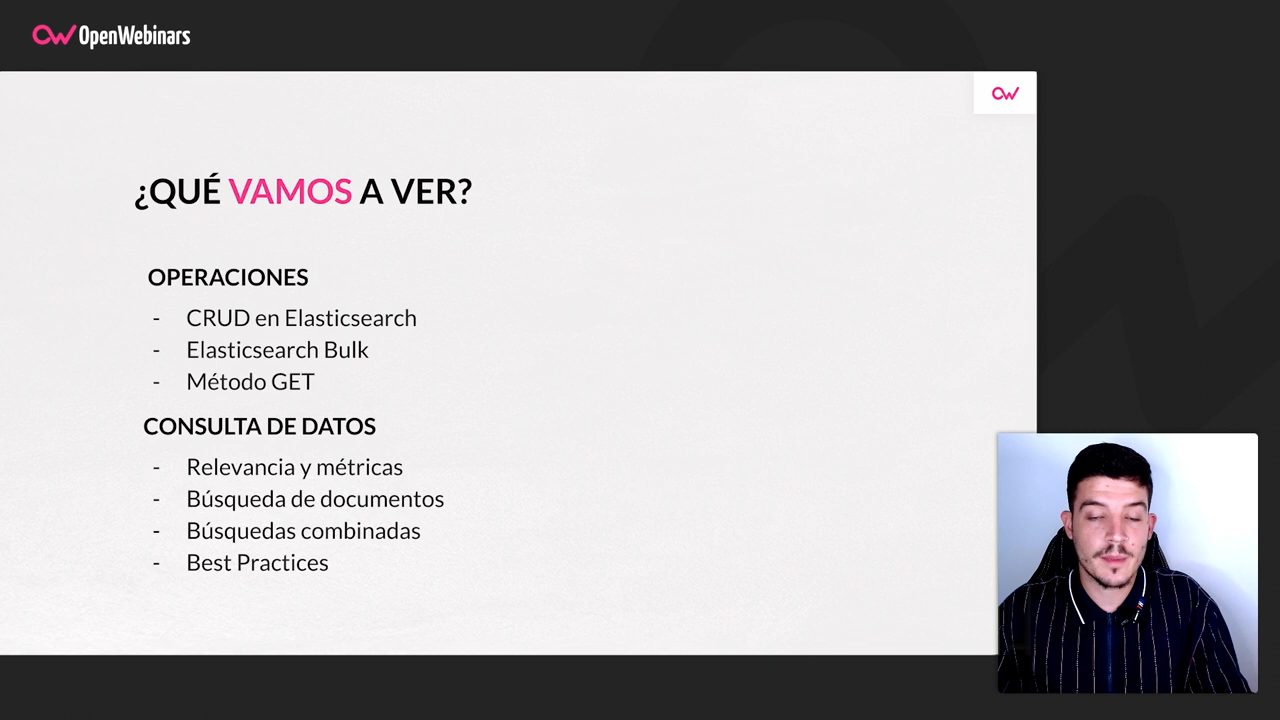 OpenWebinars
¿QUÉ VAMOS A VER?
OPERACIONES
- CRUD en Elasticsearch
- Elasticsearch Bulk
- Método GET
CONSULTA DE DATOS
- Relevancia y métricas
- Búsqueda de documentos
- Búsquedas combinadas
- Best Practices